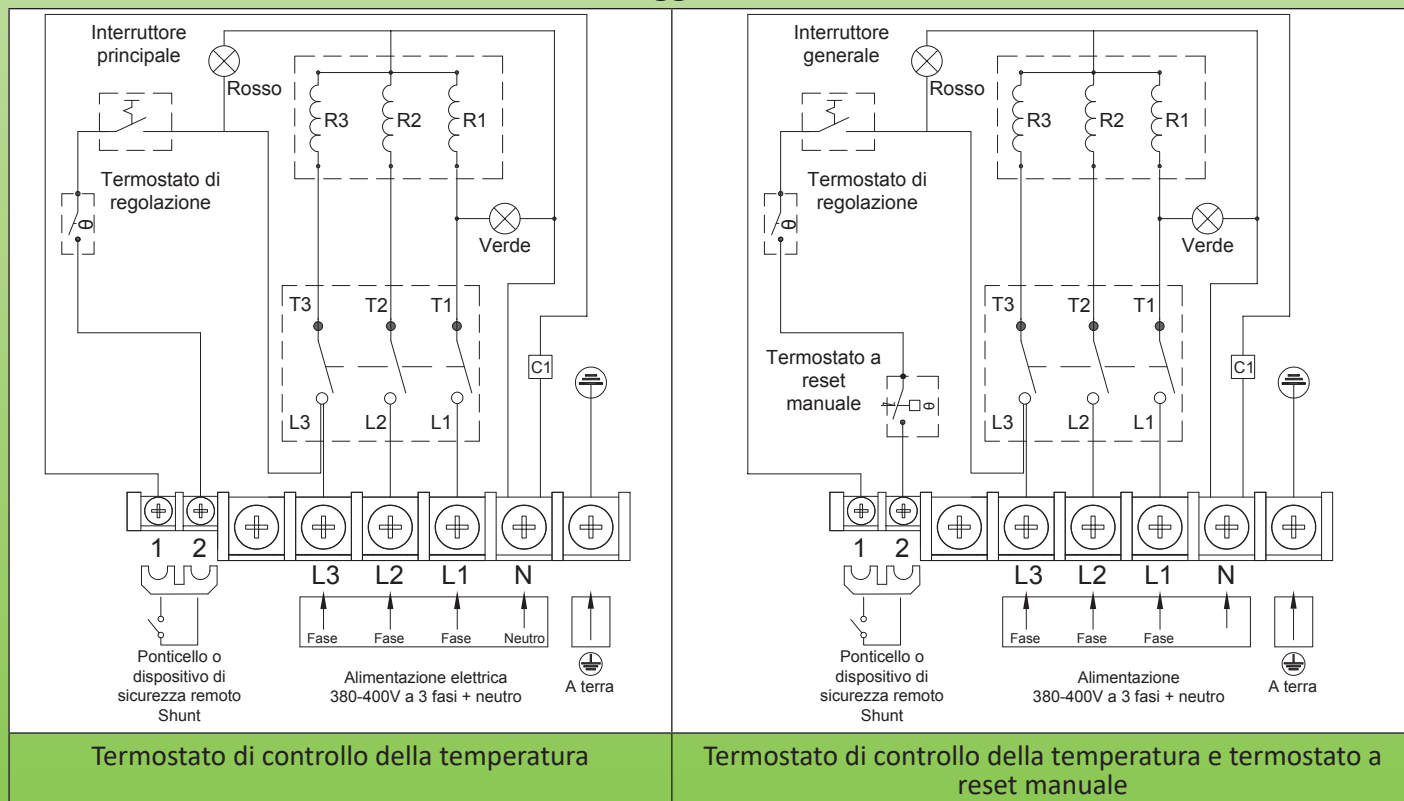 Interruttore
principale
Rosso
R3 R2 R1
Termostato di
regolazione
θ
Verde
T3 T2 T1
C1
L3 L2 L1
1 2
L3 L2 L1 N
Fase Fase Fase Neutro
Ponticello o
dispositivo di
sicurezza remoto
Shunt
Alimentazione elettrica
380-400V a 3 fasi + neutro
A terra
Termostato di controllo della temperatura
Interruttore
generale
Rosso
R3 R2 R1
Termostato di
regolazione
θ
Verde
T3 T2 T1
Termostato a
reset
manuale
θ
C1
L3 L2 L1
1 2
L3 L2 L1 N
Fase Fase Fase
Ponticello o
dispositivo di
sicurezza remoto
Shunt
Alimentazione
380-400V a 3 fasi + neutro
A terra
Termostato di controllo della temperatura e termostato a
reset manuale